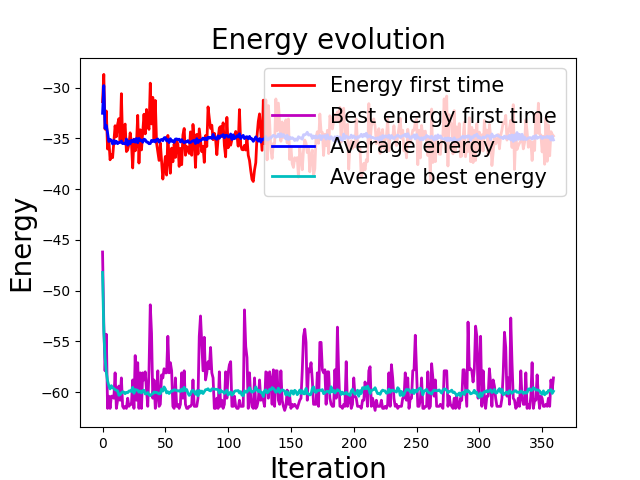 Energy evolution
Energy
−30
−35
−40
−45
−50
−55
−60
Energy first time
Best energy first time
Average energy
Average best energy
0 50 100 150 200 250 300 350
Iteration